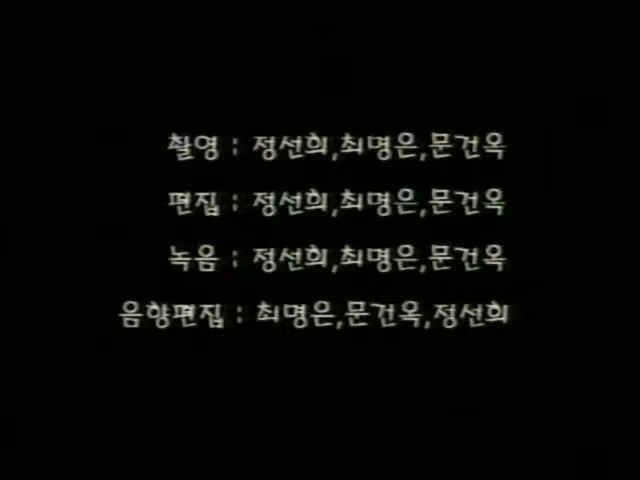 촬영 : 정선희,최명은,문건옥
편집 : 정선희,최명은,문건옥
녹음 : 정선희,최명은,문건옥
음향편집 : 최명은,문건옥,정선희